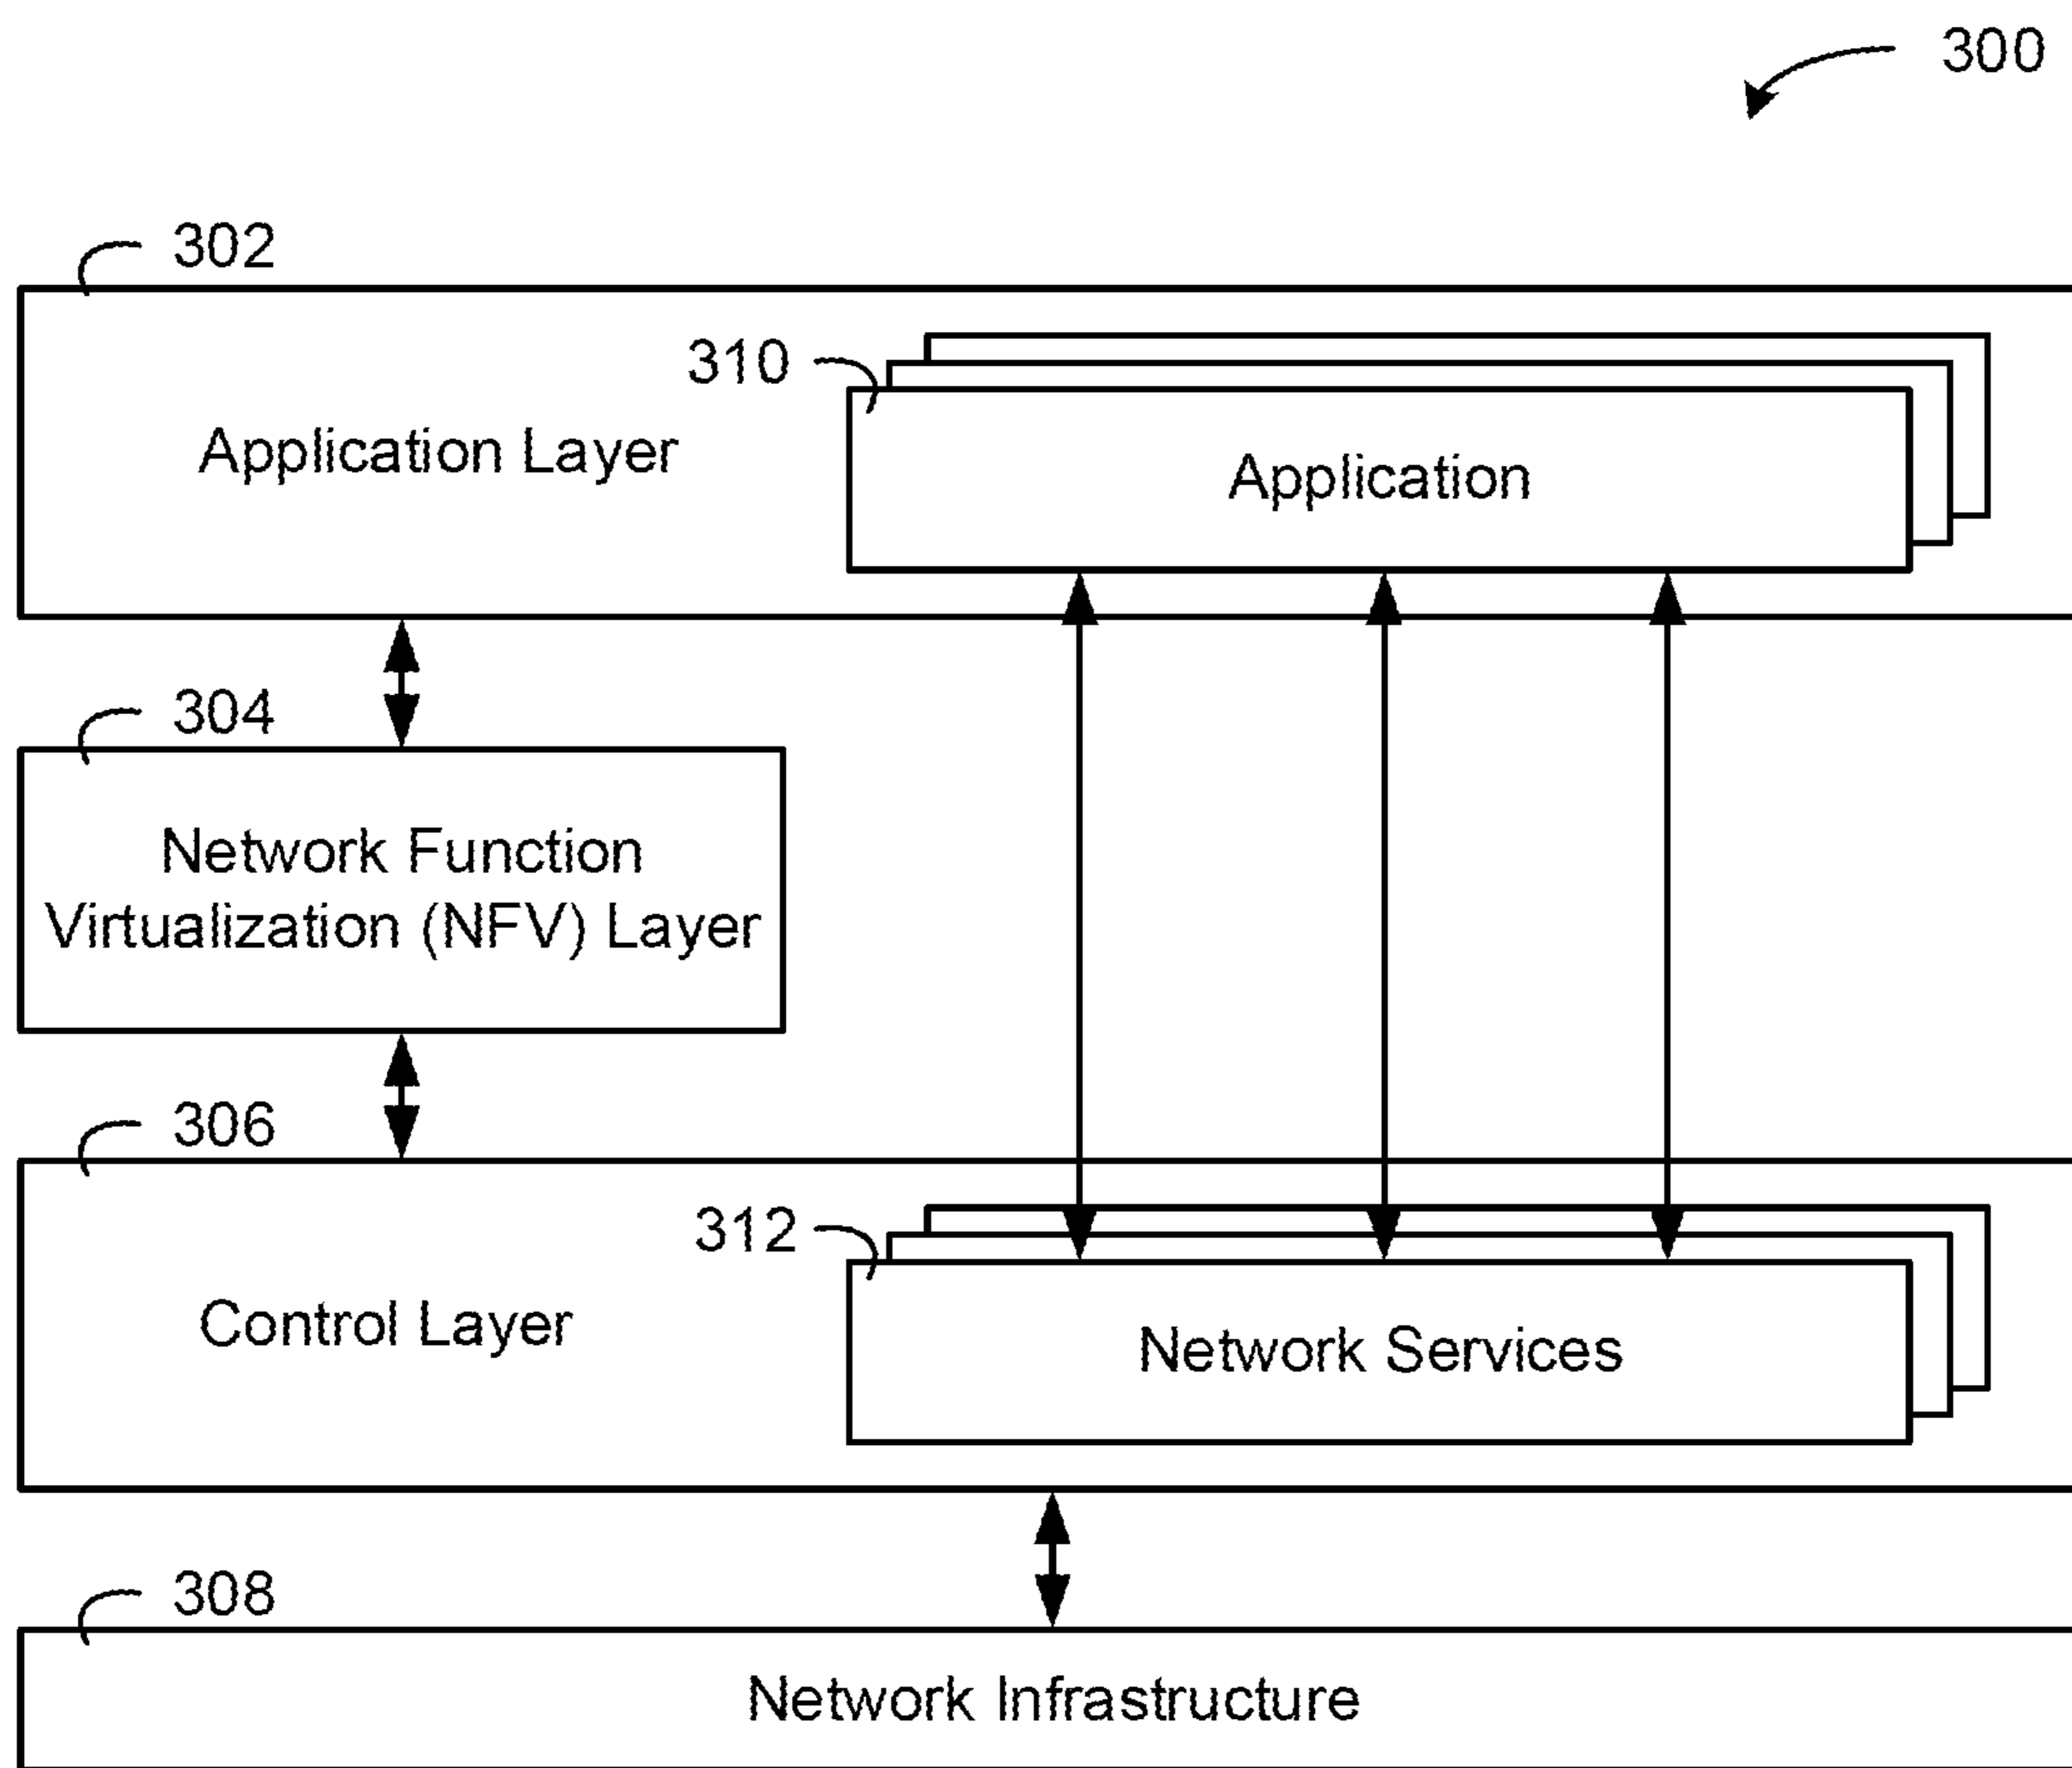 300
302
310
Application Layer
Application
304
Network Function
Virtualization (NFV) Layer
306
312
Control Layer
Network Services
308
Network Infrastructure